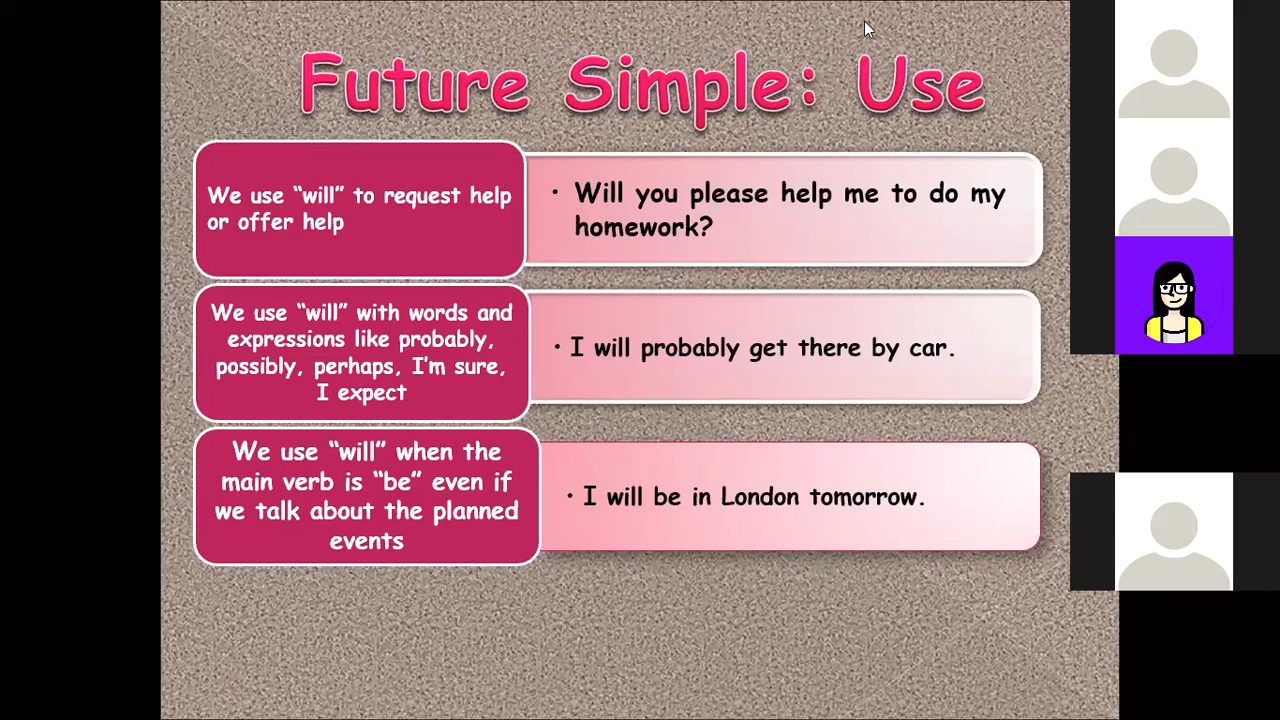 Future Simple: Use
We use “will” to request help
or offer help
• Will you please help me to do my
homework?
We use “will” with words and
expressions like probably,
possibly, perhaps, I’m sure,
I expect
• I will probably get there by car.
We use “will” when the
main verb is “be” even if
we talk about the planned
events
• I will be in London tomorrow.